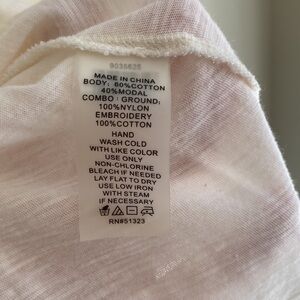 9036625
MADE IN CHINA
BODY: 60%COTTON
40%MODAL
COMBO: GROUND:
100%NYLON
EMBROIDERY
100%COTTON
HAND
WASH COLD
WITH LIKE COLOR
USE ONLY
NON-CHLORINE
BLEACH IF NEEDED
LAY FLAT TO DRY
USE LOW IRON
WITH STEAM
IF NECESSARY
RN#51323